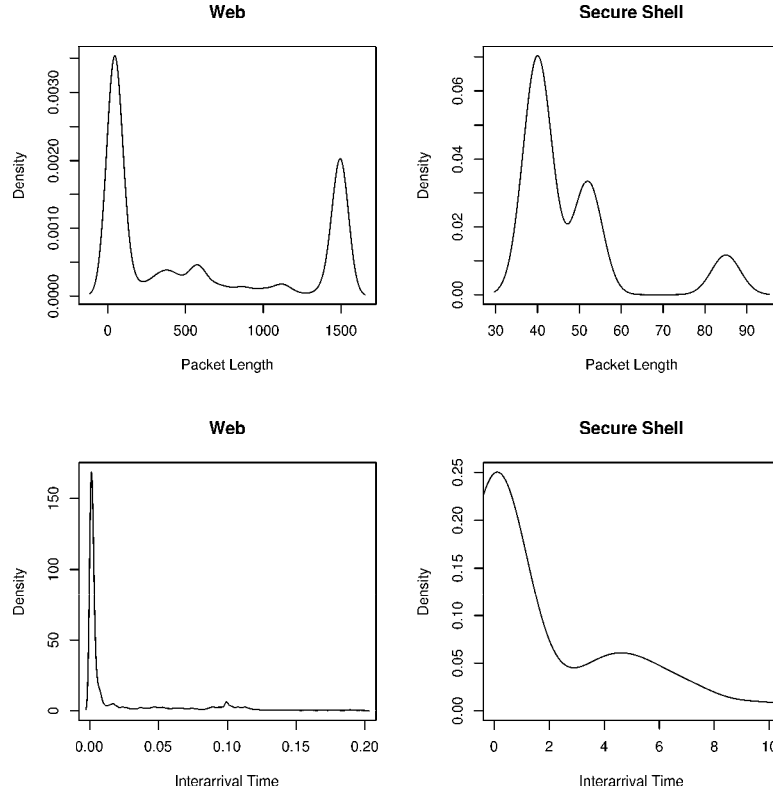 Web
Secure Shell
Density
0.0000 0.0010 0.0020 0.0030
0 500 1000 1500
Packet Length
Density
0.00 0.02 0.04 0.06
30 40 50 60 70 80 90
Packet Length
Web
Secure Shell
Density
0 50 100 150
0.00 0.05 0.10 0.15 0.20
Interarrival Time
Density
0.00 0.05 0.10 0.15 0.20 0.25
0 2 4 6 8 10
Interarrival Time